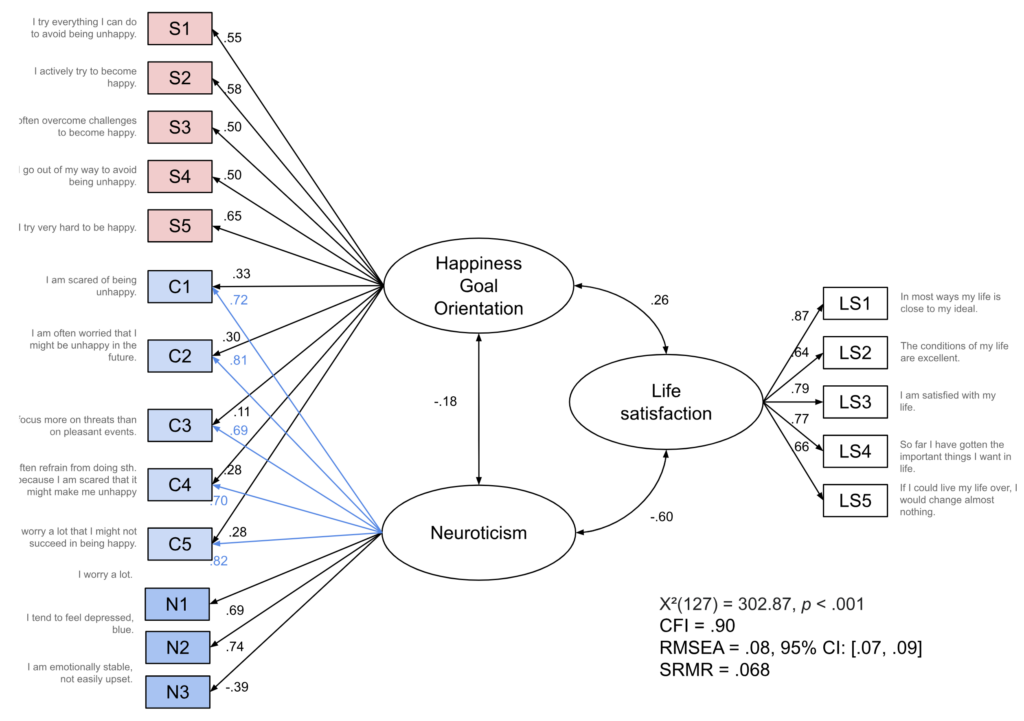 I try everything I can do
to avoid being unhappy.
S1
.55
I actively try to become
happy.
S2
.58
often overcome challenges
to become happy.
S3
.50
go out of my way to avoid
being unhappy.
S4
.50
I try very hard to be happy.
S5
.65
I am scared of being
unhappy.
C1
.33
.72
I am often worried that I
might be unhappy in the
future.
C2
.30
.81
focus more on threats than
on pleasant events.
C3
.11
.69
often refrain from doing sth.
because I am scared that it
might make me unhappy
C4
.28
.70
worry a lot that I might not
succeed in being happy.
C5
.28
.82
I worry a lot.
N1
.69
I tend to feel depressed,
blue.
N2
.74
I am emotionally stable,
not easily upset.
N3
-.39
Happiness
Goal
Orientation
-.18
Neuroticism
.26
Life
satisfaction
-.60
.87
LS1
In most ways my life is
close to my ideal.
.64
LS2
The conditions of my life
are excellent.
.79
LS3
I am satisfied with my
life.
.77
LS4
So far I have gotten the
important things I want in
life.
.66
LS5
If I could live my life over, I
would change almost
nothing.
X²(127) = 302.87, p < .001
CFI = .90
RMSEA = .08, 95% CI: [.07, .09]
SRMR = .068